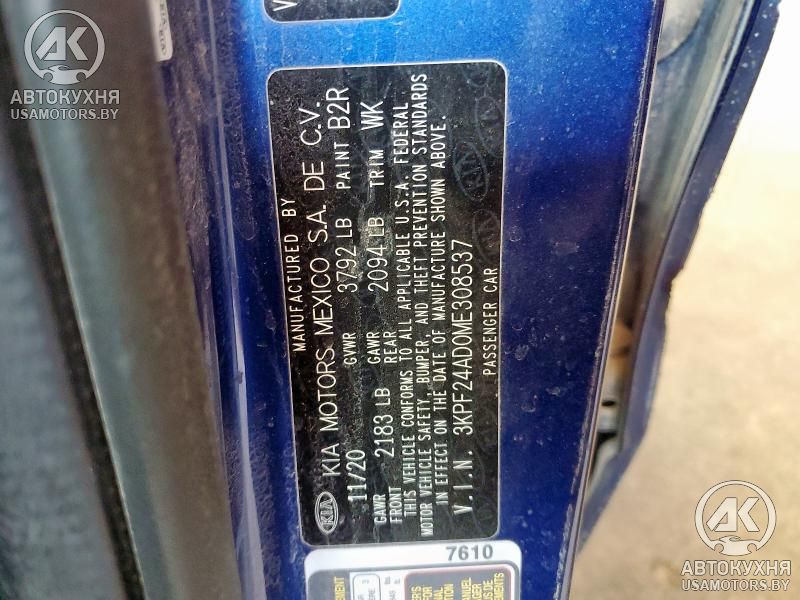 AK
АВТОКУХНЯ
USAMOTORS.BY
MANUFACTURED BY
KIA KIA MOTORS MEXICO S.A. DE C.V.
11/20 GVWR 3792 LB PAINT B2R
GAWR FRONT 2183 LB GAWR REAR 2094 LB TRIM WK
THIS VEHICLE CONFORMS TO ALL APPLICABLE U.S.A. FEDERAL
MOTOR VEHICLE SAFETY, BUMPER, AND THEFT PREVENTION STANDARDS
IN EFFECT ON THE DATE OF MANUFACTURE SHOWN ABOVE.
V.I.N. 3KPF24AD0ME308537
PASSENGER CAR
7610
AK
АВТОКУХНЯ
USAMOTORS.BY